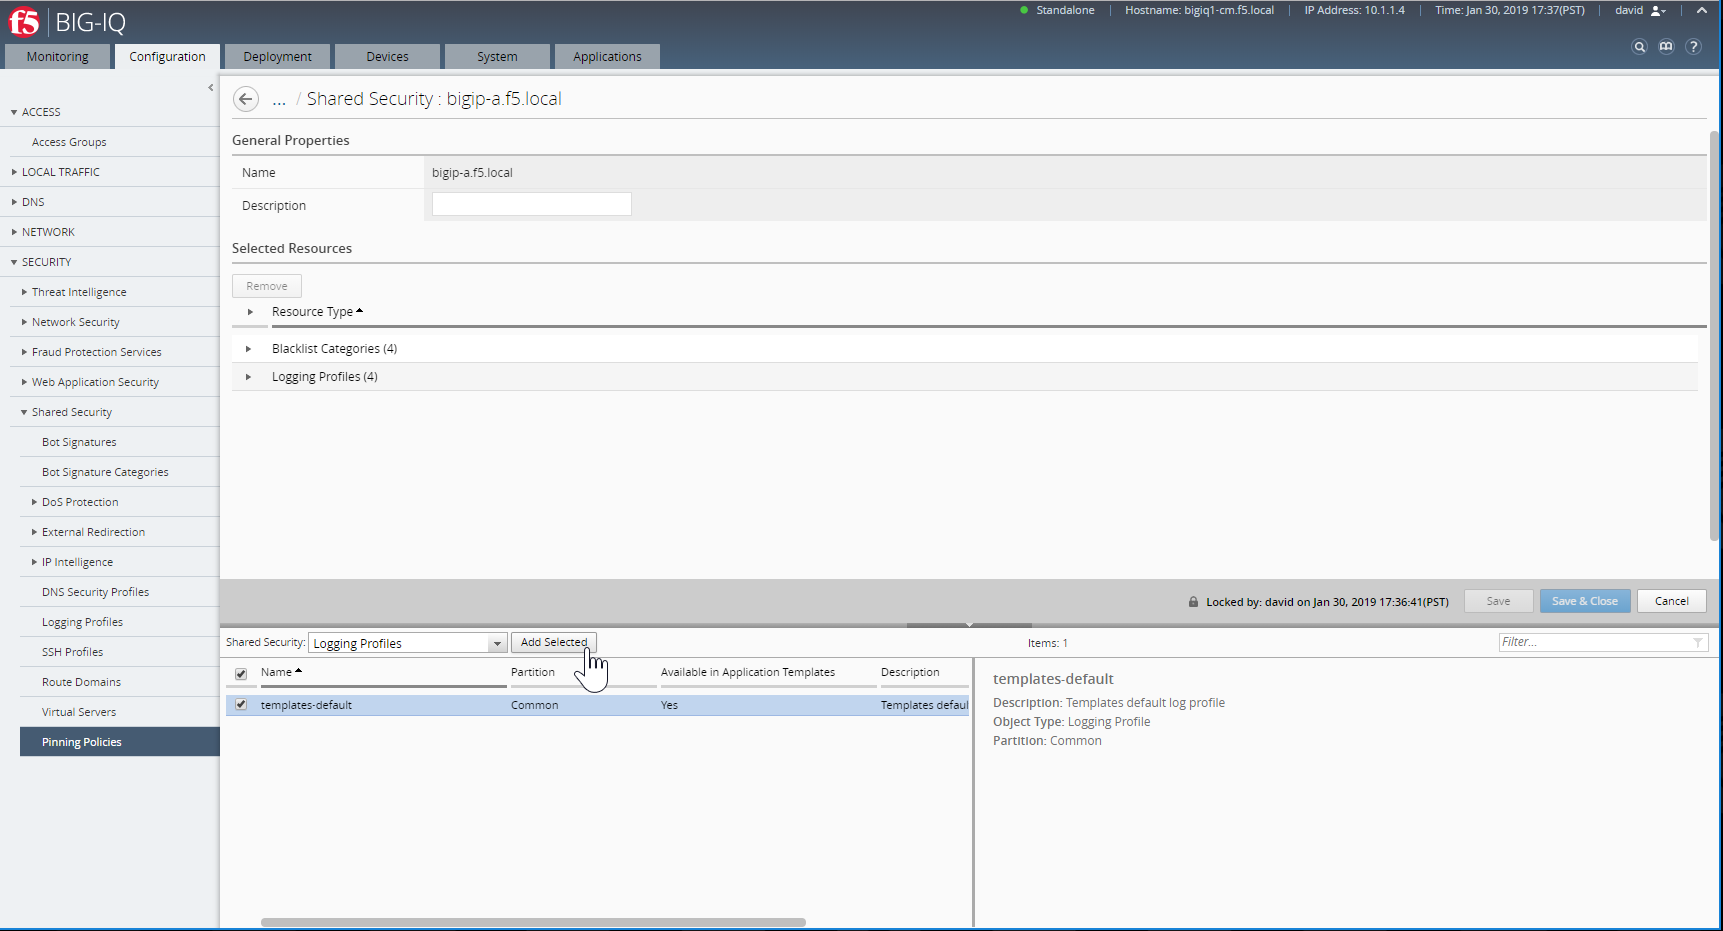 f5 BIG-IQ
Standalone Hostname: bigiq1-cm.f5.local IP Address: 10.1.1.4 Time: Jan 30, 2019 17:37(PST) david
Monitoring Configuration Deployment Devices System Applications
?
... / Shared Security : bigip-a.f5.local
ACCESS
Access Groups
LOCAL TRAFFIC
DNS
NETWORK
SECURITY
Threat Intelligence
Network Security
Fraud Protection Services
Web Application Security
Shared Security
Bot Signatures
Bot Signature Categories
DoS Protection
External Redirection
IP Intelligence
DNS Security Profiles
Logging Profiles
SSH Profiles
Route Domains
Virtual Servers
Pinning Policies
General Properties
Name bigip-a.f5.local
Description
Selected Resources
Remove
Resource Type
Blacklist Categories (4)
Logging Profiles (4)
Locked by: david on Jan 30, 2019 17:36:41(PST) Save Save & Close Cancel
Shared Security: Logging Profiles Add Selected Items: 1 Filter...
Name Partition Available in Application Templates Description
templates-default Common Yes Templates defaul
templates-default
Description: Templates default log profile
Object Type: Logging Profile
Partition: Common